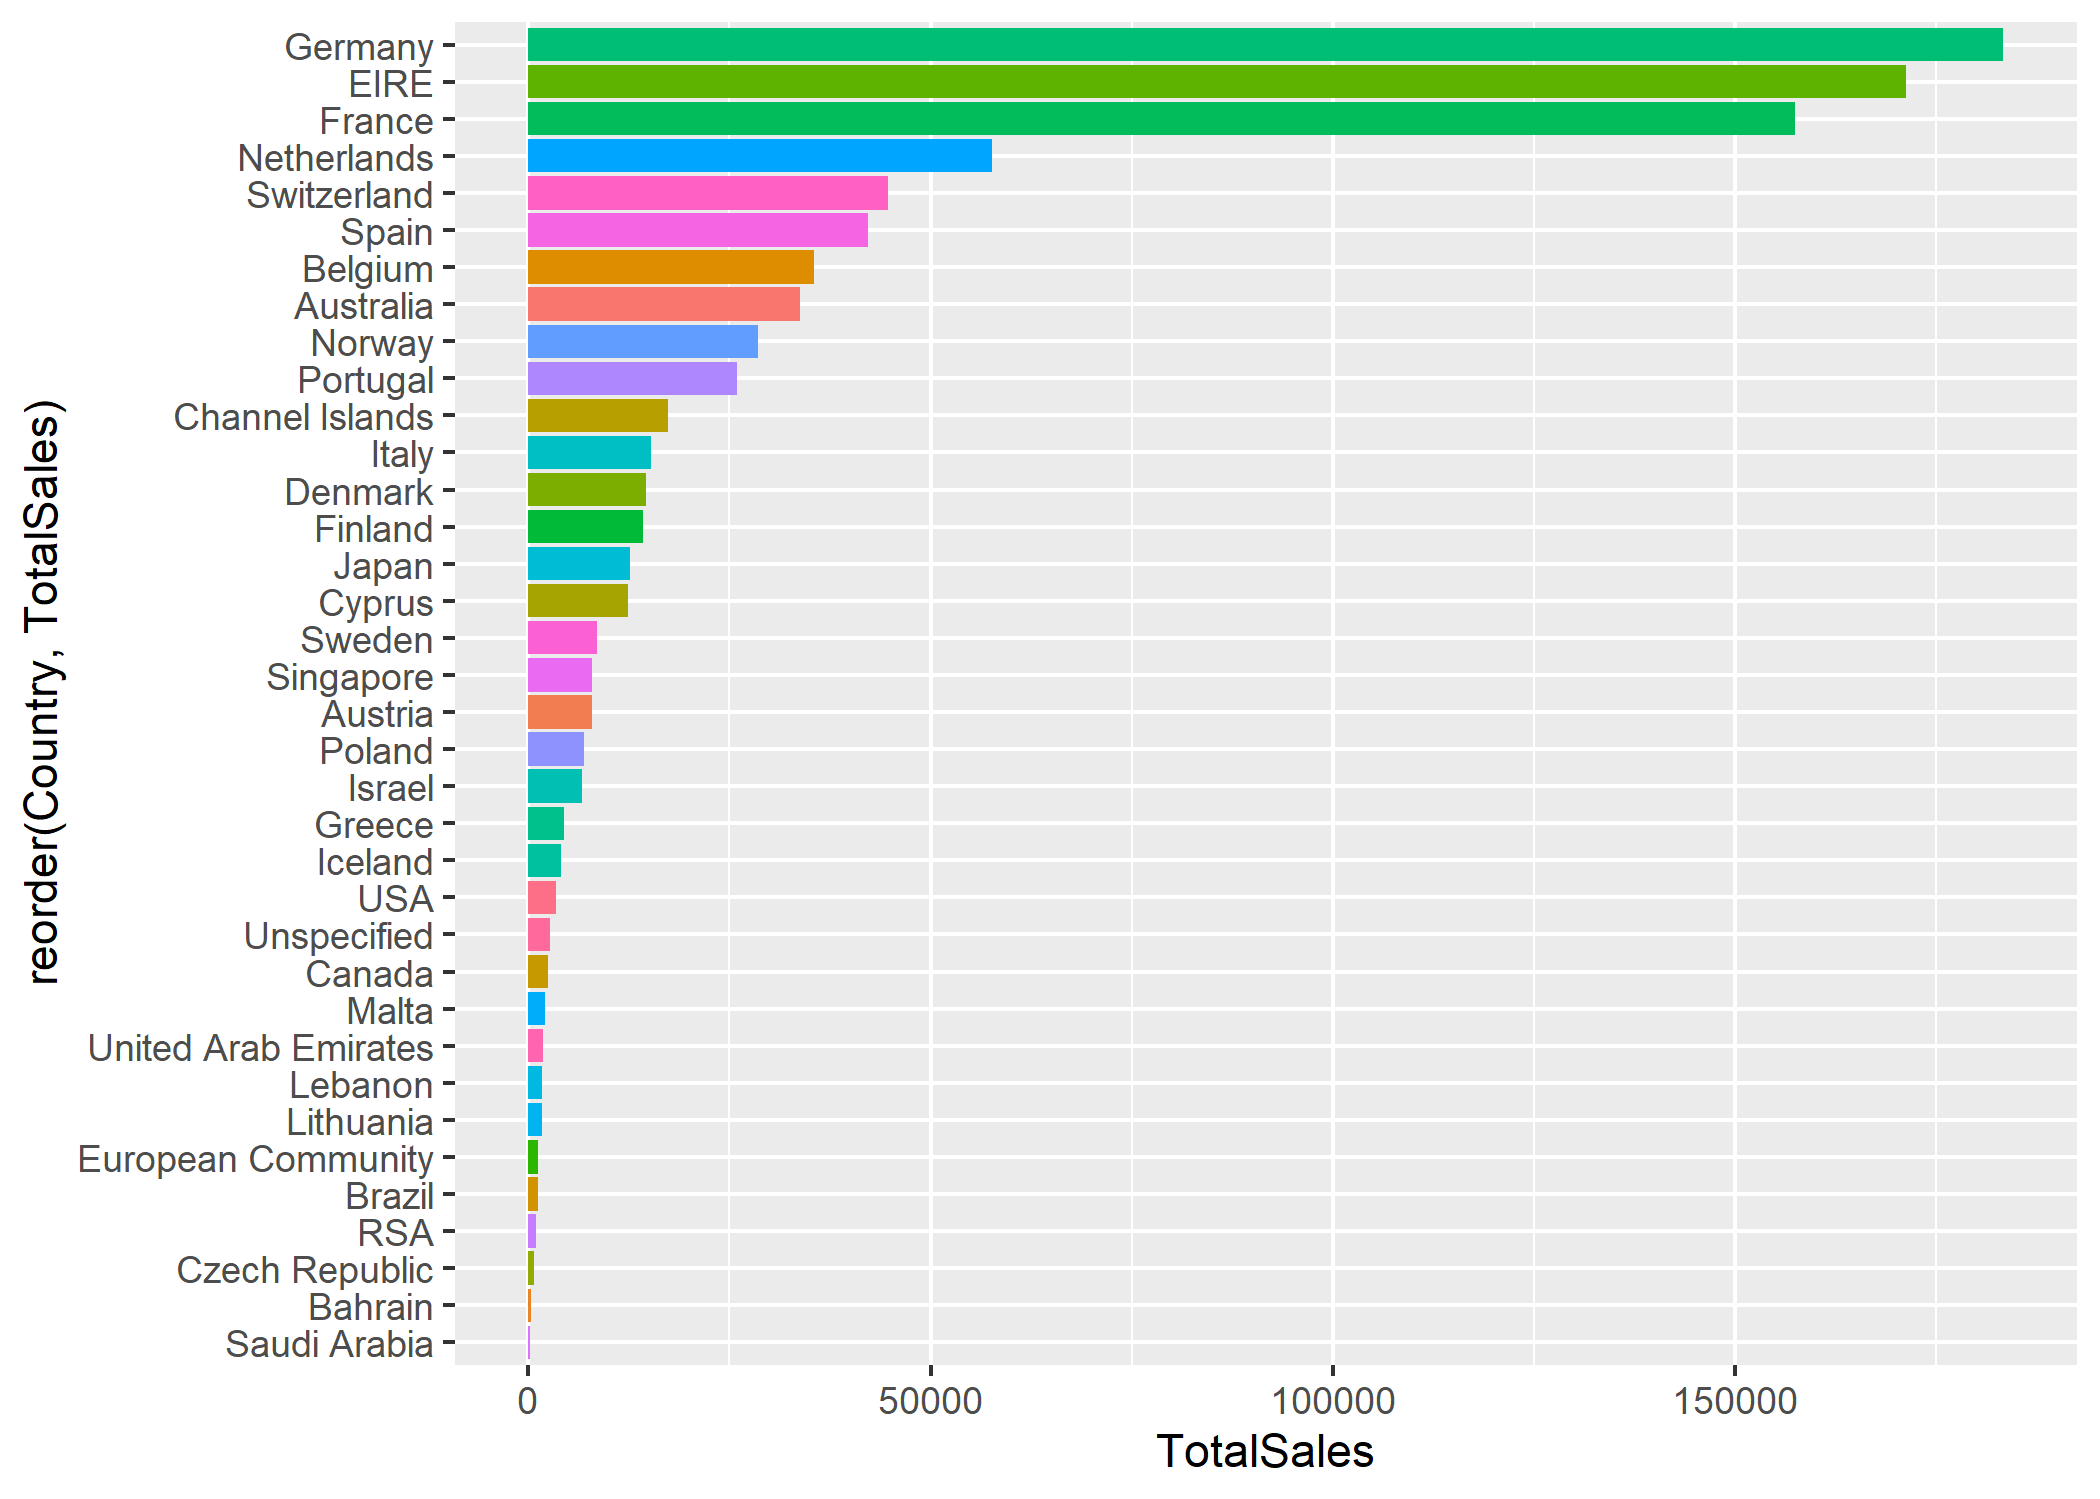 reorder(Country, TotalSales)
Germany
EIRE
France
Netherlands
Switzerland
Spain
Belgium
Australia
Norway
Portugal
Channel Islands
Italy
Denmark
Finland
Japan
Cyprus
Sweden
Singapore
Austria
Poland
Israel
Greece
Iceland
USA
Unspecified
Canada
Malta
United Arab Emirates
Lebanon
Lithuania
European Community
Brazil
RSA
Czech Republic
Bahrain
Saudi Arabia
0 50000 100000 150000
TotalSales